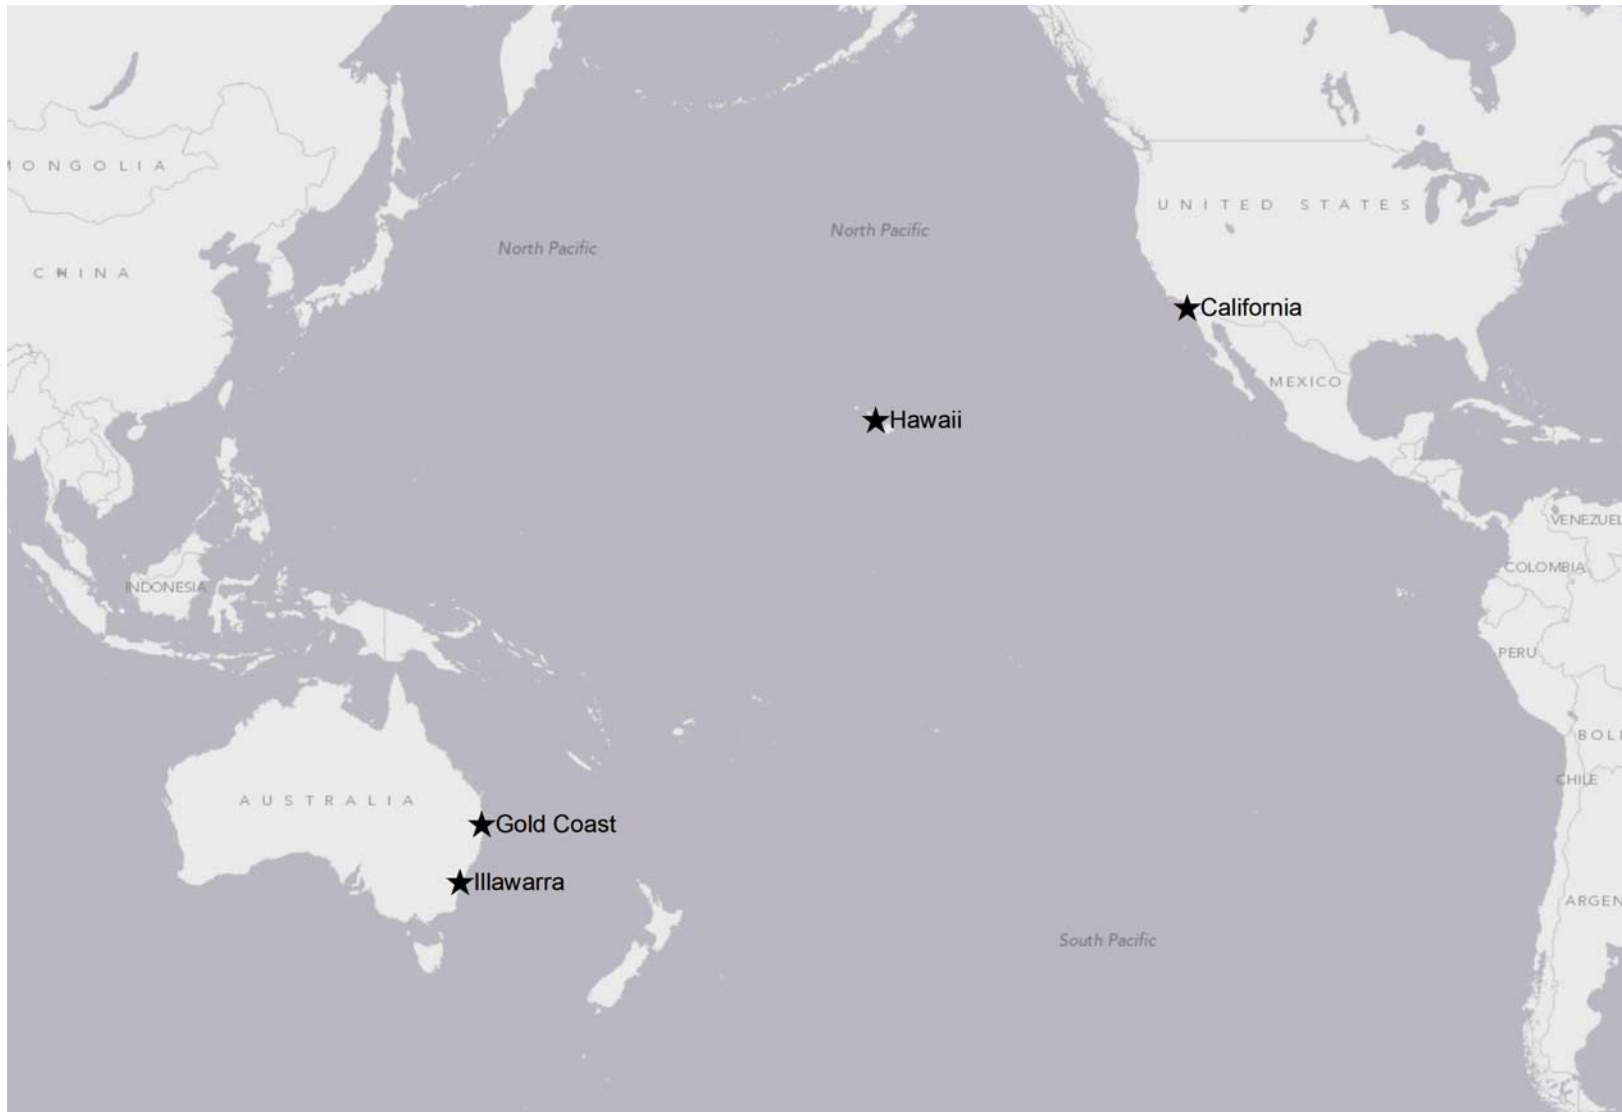 MONGOLIA
UNITED STATES
North Pacific
North Pacific
CHINA
California
MEXICO
Hawaii
VENEZUEL
COLOMBIA
INDONESIA
PERU
BOLI
CHILE
AUSTRALIA
Gold Coast
Illawarra
ARGEN
South Pacific